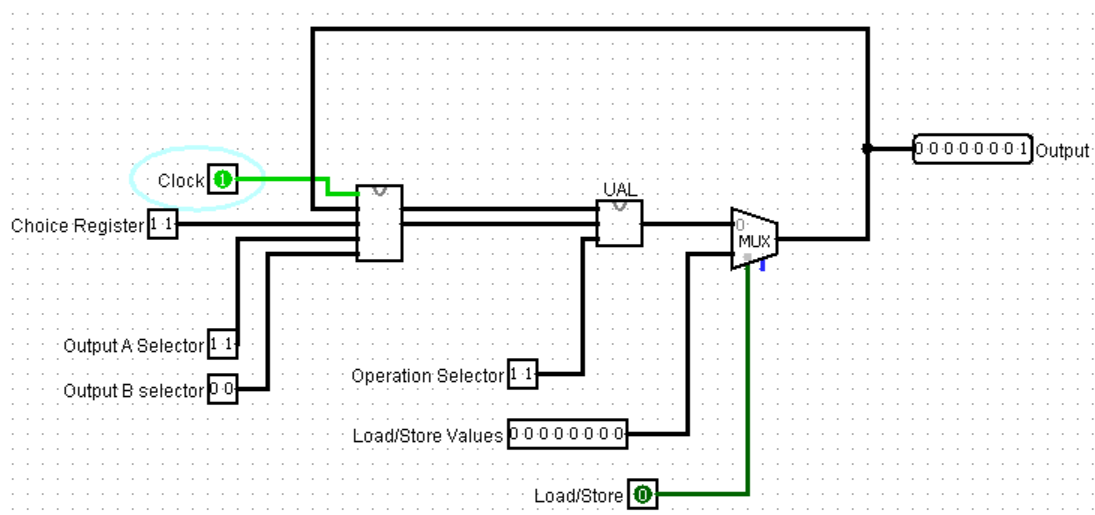 0 0 0 0 0 0 0 1 Output
Clock 1
UAL
Choice Register 1 1
0
MUX
Output A Selector 1 1
Output B selector 0 0
Operation Selector 1 1
Load/Store Values 0 0 0 0 0 0 0 0
Load/Store 0